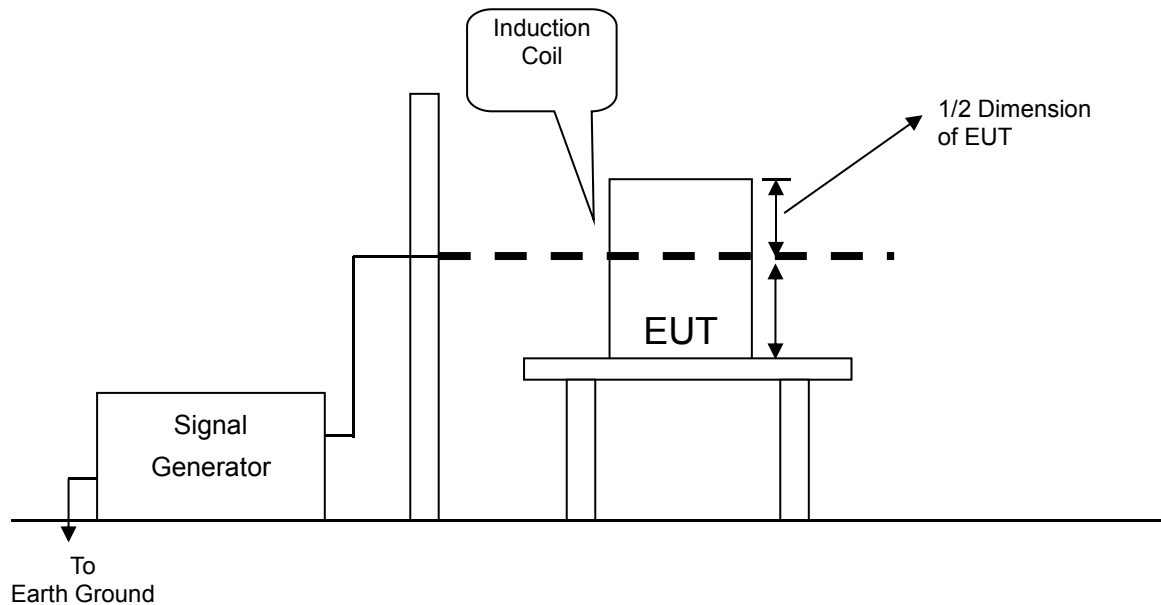 Induction
Coil
1/2 Dimension
of EUT
EUT
Signal
Generator
To
Earth Ground